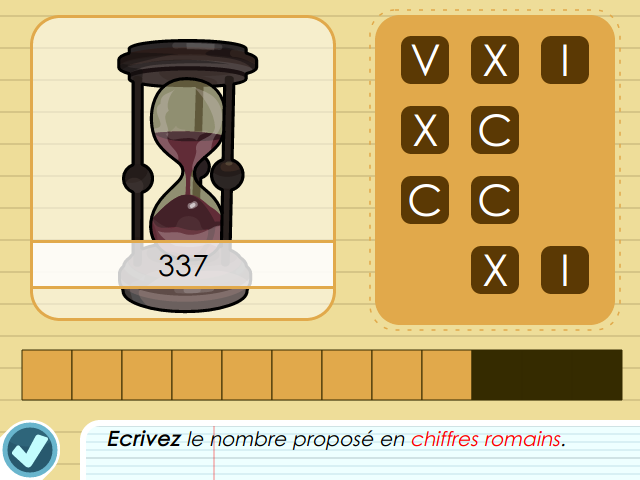 V X I
X C
C C
337
X I
Ecrivez le nombre proposé en chiffres romains.